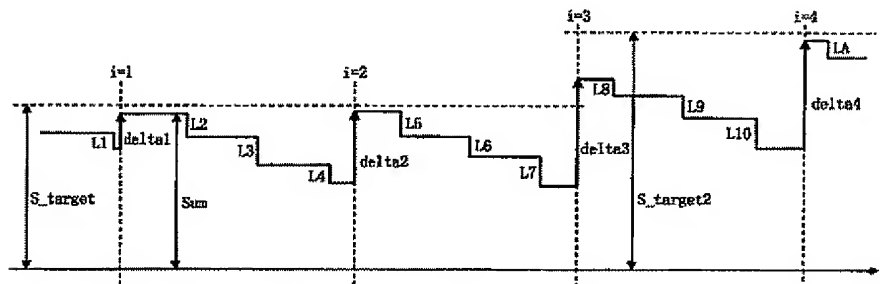 i=1
i=2
i=3
i=4
L1
delta1
L2
L3
L4
delta2
L5
L6
L7
delta3
L8
L9
L10
delta4
LA
S_target
Sum
S_target2